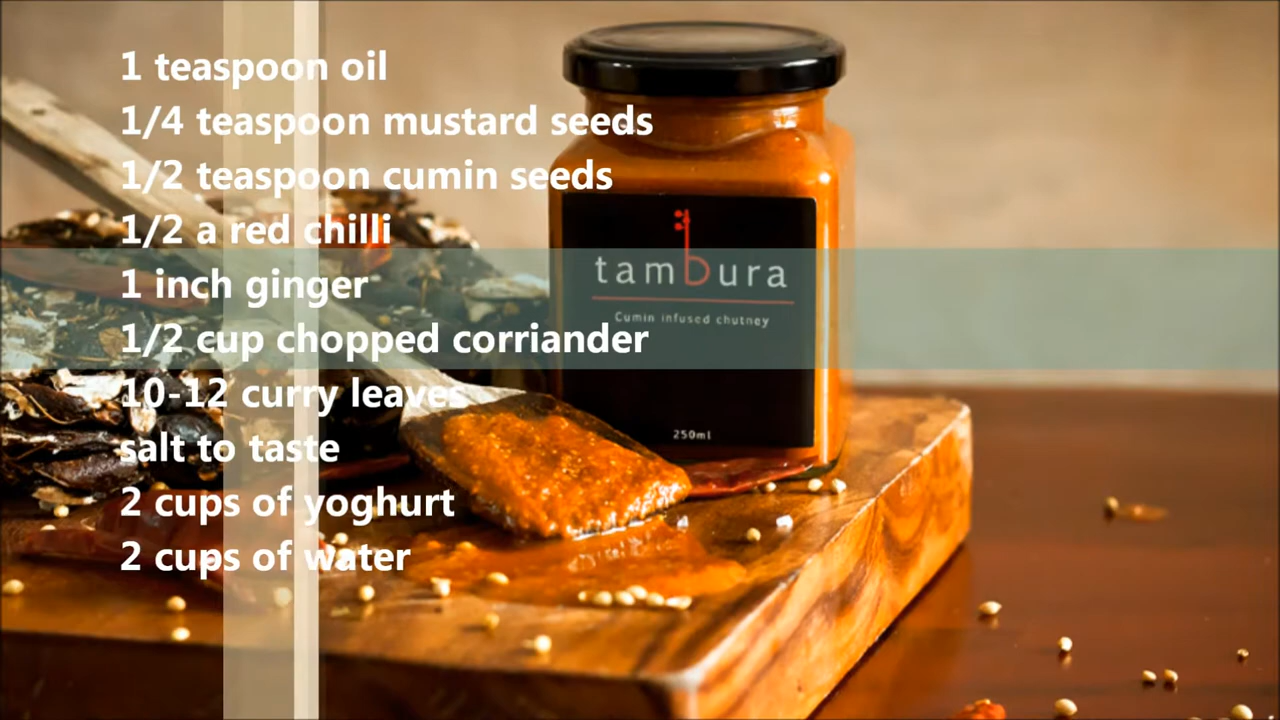 1 teaspoon oil
1/4 teaspoon mustard seeds
1/2 teaspoon cumin seeds
1/2 a red chilli
1 inch ginger
1/2 cup chopped corriander
10-12 curry leaves
salt to taste
2 cups of yoghurt
2 cups of water
tambura
Cumin infused chutney
250ml